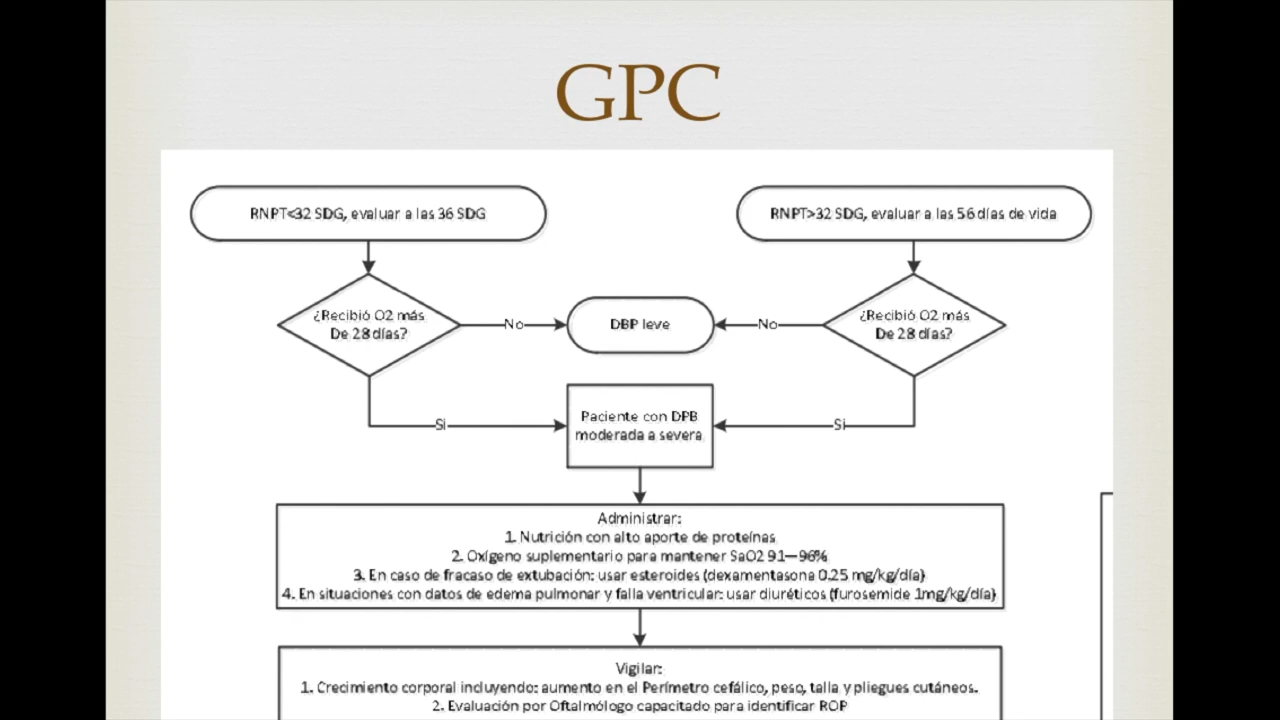 GPC
RNPT<32 SDG, evaluar a las 36 SDG
RNPT>32 SDG, evaluar a las 56 días de vida
¿Recibió O2 más
De 28 días?
No
DBP leve
No
¿Recibió O2 más
De 28 días?
Si
Paciente con DPB
moderada a severa
Si
Administrar:
1. Nutrición con alto aporte de proteínas
2. Oxígeno suplementario para mantener SaO2 91—96%
3. En caso de fracaso de extubación: usar esteroides (dexametasona 0.25 mg/kg/día)
4. En situaciones con datos de edema pulmonar y falla ventricular: usar diuréticos (furosemide 1mg/kg/día)
Vigilar:
1. Crecimiento corporal incluyendo: aumento en el Perímetro cefálico, peso, talla y pliegues cutáneos.
2. Evaluación por Oftalmólogo capacitado para identificar ROP